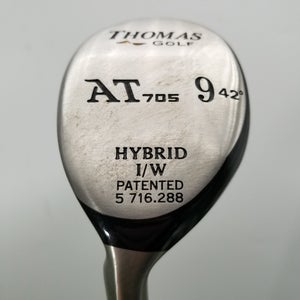 THOMAS
GOLF
AT705 9 42°
HYBRID
I/W
PATENTED
5 716.288